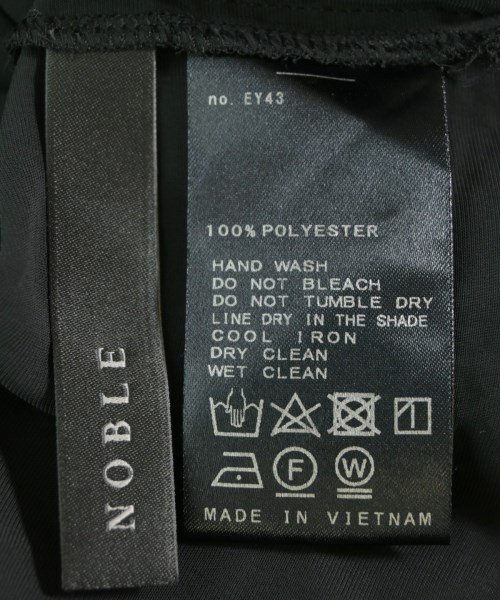 NOBLE
no. EY43
100% POLYESTER
HAND WASH
DO NOT BLEACH
DO NOT TUMBLE DRY
LINE DRY IN THE SHADE
COOL IRON
DRY CLEAN
WET CLEAN
F W
MADE IN VIETNAM